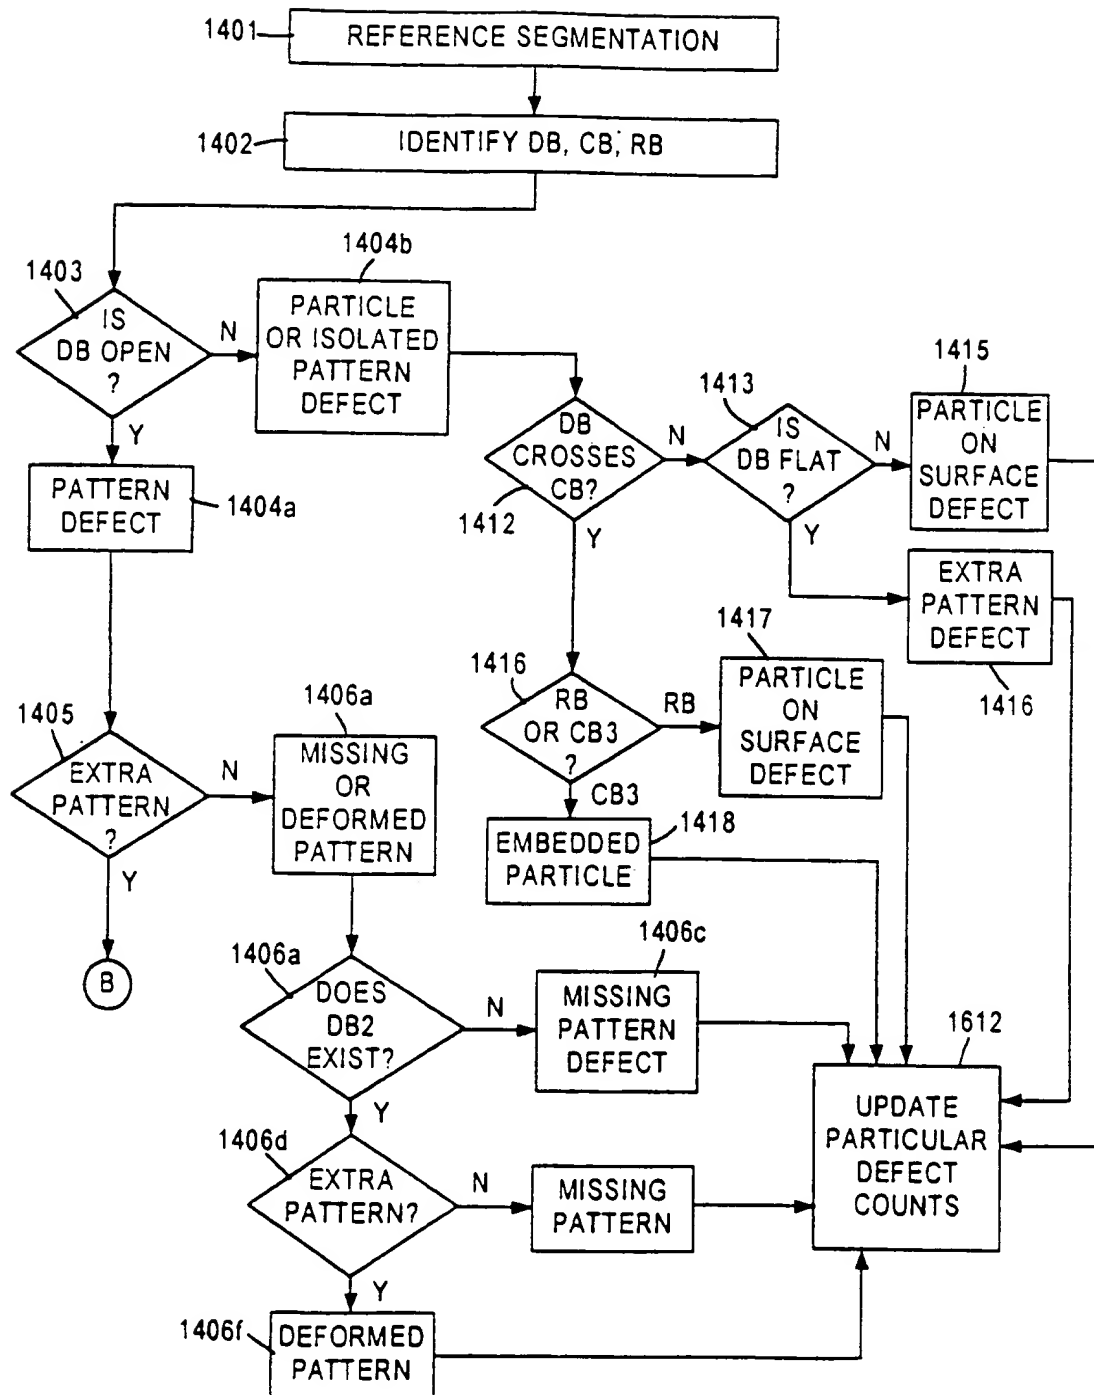 1401
REFERENCE SEGMENTATION
1402
IDENTIFY DB, CB, RB
1403
IS
DB OPEN
?
N
Y
1404b
PARTICLE
OR ISOLATED
PATTERN
DEFECT
PATTERN
DEFECT
1404a
DB
CROSSES
CB?
1412
N
Y
1413
IS
DB FLAT
?
N
Y
1415
PARTICLE
ON
SURFACE
DEFECT
EXTRA
PATTERN
DEFECT
1416
1416
RB
OR CB3
?
RB
CB3
1417
PARTICLE
ON
SURFACE
DEFECT
1418
EMBEDDED
PARTICLE
1405
EXTRA
PATTERN
?
N
Y
B
1406a
MISSING
OR
DEFORMED
PATTERN
1406a
DOES
DB2
EXIST?
N
Y
1406c
MISSING
PATTERN
DEFECT
1406d
EXTRA
PATTERN?
N
Y
MISSING
PATTERN
1406f
DEFORMED
PATTERN
1612
UPDATE
PARTICULAR
DEFECT
COUNTS